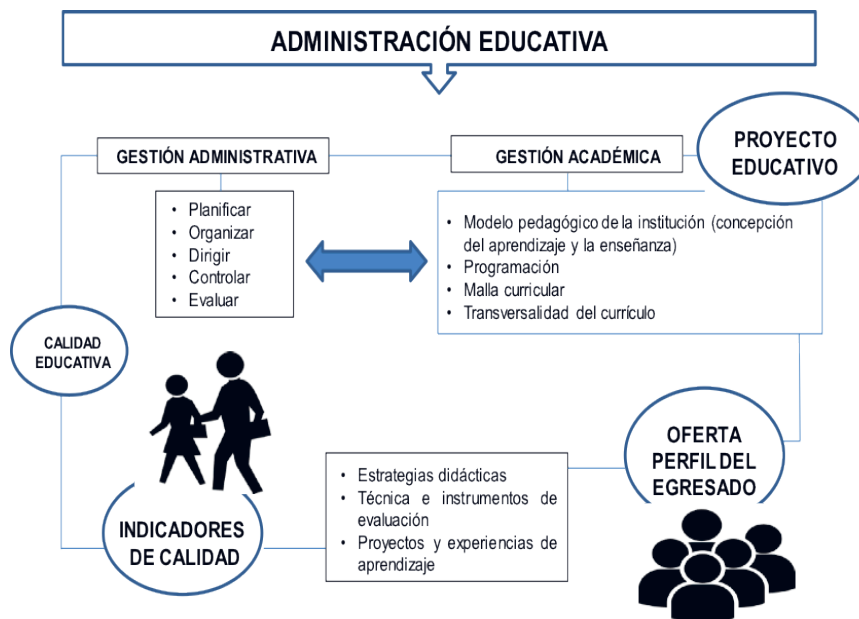 ADMINISTRACIÓN EDUCATIVA
GESTIÓN ADMINISTRATIVA
GESTIÓN ACADÉMICA
PROYECTO
EDUCATIVO
• Planificar
• Organizar
• Dirigir
• Controlar
• Evaluar
• Modelo pedagógico de la institución (concepción
del aprendizaje y la enseñanza)
• Programación
• Malla curricular
• Transversalidad del currículo
CALIDAD
EDUCATIVA
OFERTA
PERFIL DEL
EGRESADO
• Estrategias didácticas
• Técnica e instrumentos de
evaluación
• Proyectos y experiencias de
aprendizaje
INDICADORES
DE CALIDAD